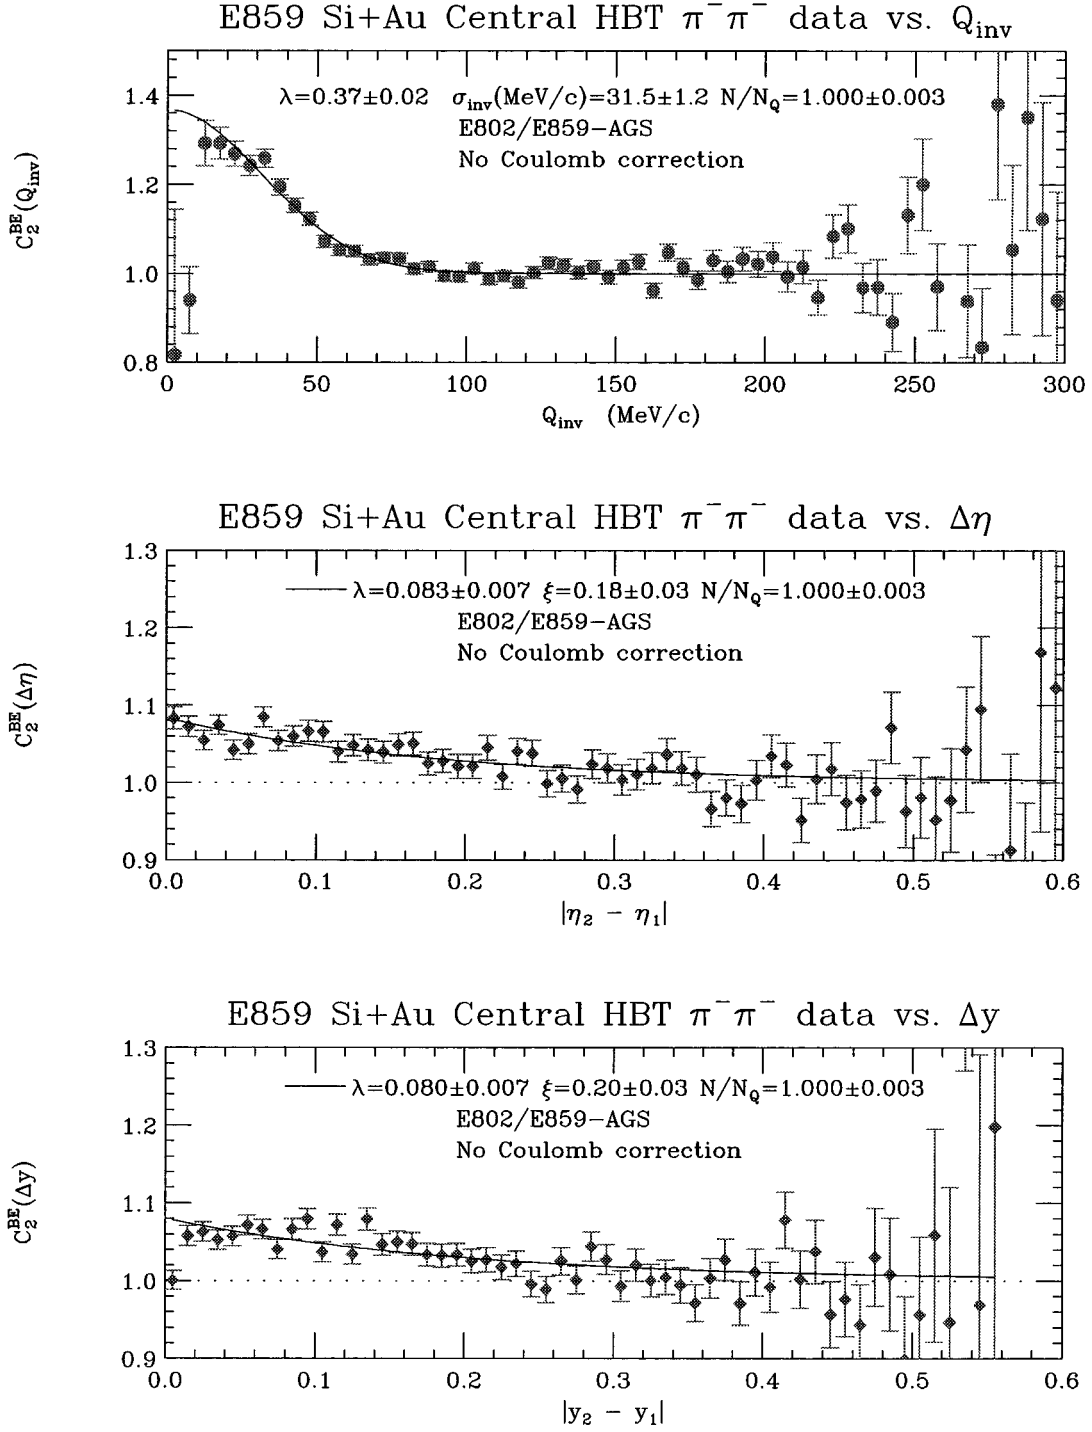 E859 Si+Au Central HBT π⁻π⁻ data vs. Q_inv
λ=0.37±0.02 σ_inv(MeV/c)=31.5±1.2 N/N_Q=1.000±0.003
E802/E859-AGS
No Coulomb correction
C₂^BE(Q_inv)
1.4
1.2
1.0
0.8
0 50 100 150 200 250 300
Q_inv (MeV/c)
E859 Si+Au Central HBT π⁻π⁻ data vs. Δη
λ=0.083±0.007 ξ=0.18±0.03 N/N_Q=1.000±0.003
E802/E859-AGS
No Coulomb correction
C₂^BE(Δη)
1.3
1.2
1.1
1.0
0.9
0.0 0.1 0.2 0.3 0.4 0.5 0.6
|η₂ − η₁|
E859 Si+Au Central HBT π⁻π⁻ data vs. Δy
λ=0.080±0.007 ξ=0.20±0.03 N/N_Q=1.000±0.003
E802/E859-AGS
No Coulomb correction
C₂^BE(Δy)
1.3
1.2
1.1
1.0
0.9
0.0 0.1 0.2 0.3 0.4 0.5 0.6
|y₂ − y₁|